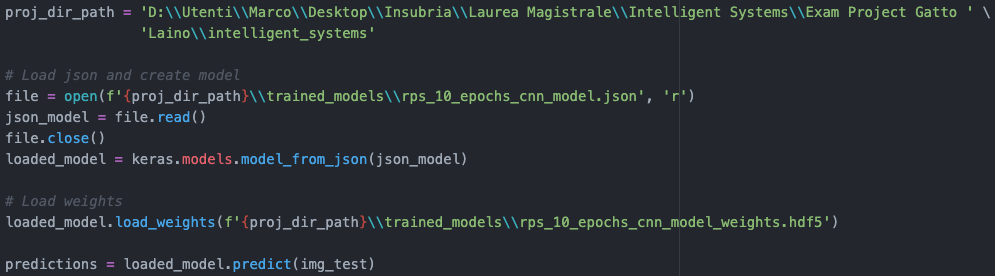 proj_dir_path = 'D:\\Utenti\\Marco\\Desktop\\Insubria\\Laurea Magistrale\\Intelligent Systems\\Exam Project Gatto ' \
'Laino\\intelligent_systems'
# Load json and create model
file = open(f'{proj_dir_path}\\trained_models\\rps_10_epochs_cnn_model.json', 'r')
json_model = file.read()
file.close()
loaded_model = keras.models.model_from_json(json_model)
# Load weights
loaded_model.load_weights(f'{proj_dir_path}\\trained_models\\rps_10_epochs_cnn_model_weights.hdf5')
predictions = loaded_model.predict(img_test)